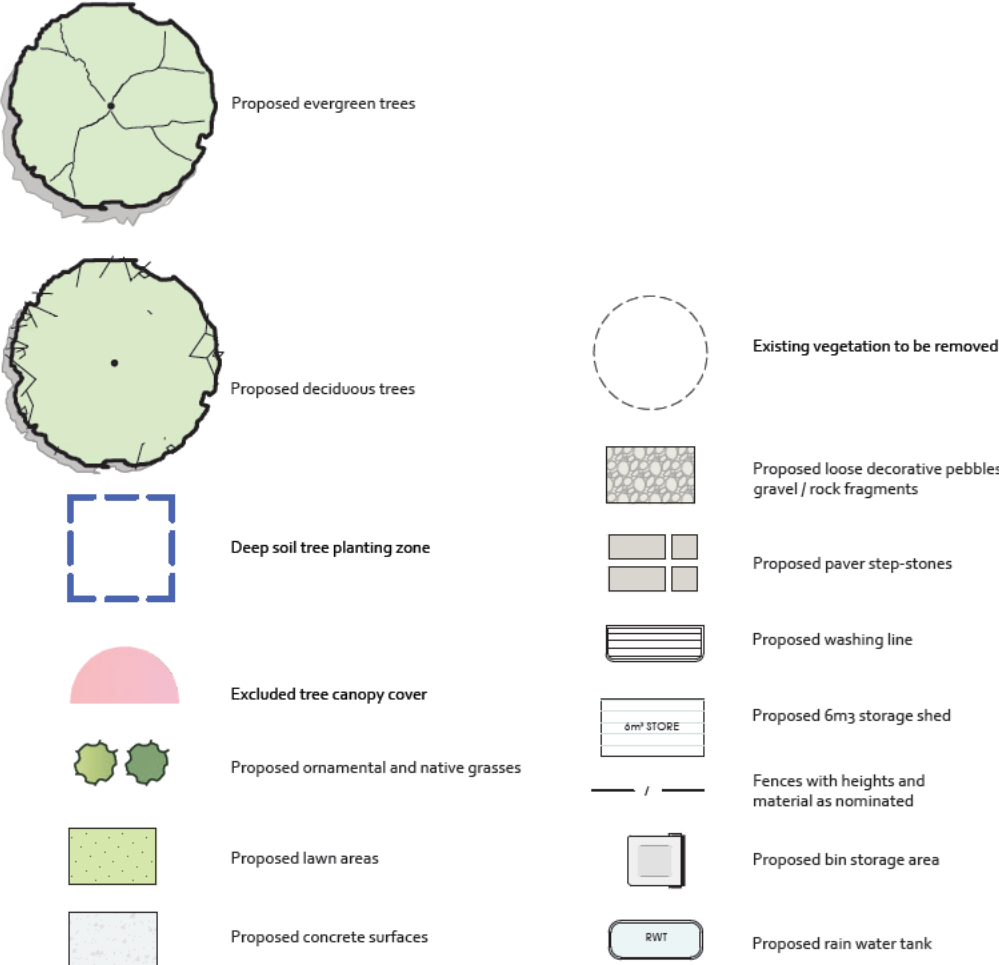 Proposed evergreen trees
Proposed deciduous trees
Deep soil tree planting zone
Excluded tree canopy cover
Proposed ornamental and native grasses
Proposed lawn areas
Proposed concrete surfaces
Existing vegetation to be removed
Proposed loose decorative pebbles
gravel / rock fragments
Proposed paver step-stones
Proposed washing line
6m³ STORE
Proposed 6m3 storage shed
Fences with heights and
material as nominated
Proposed bin storage area
RWT
Proposed rain water tank